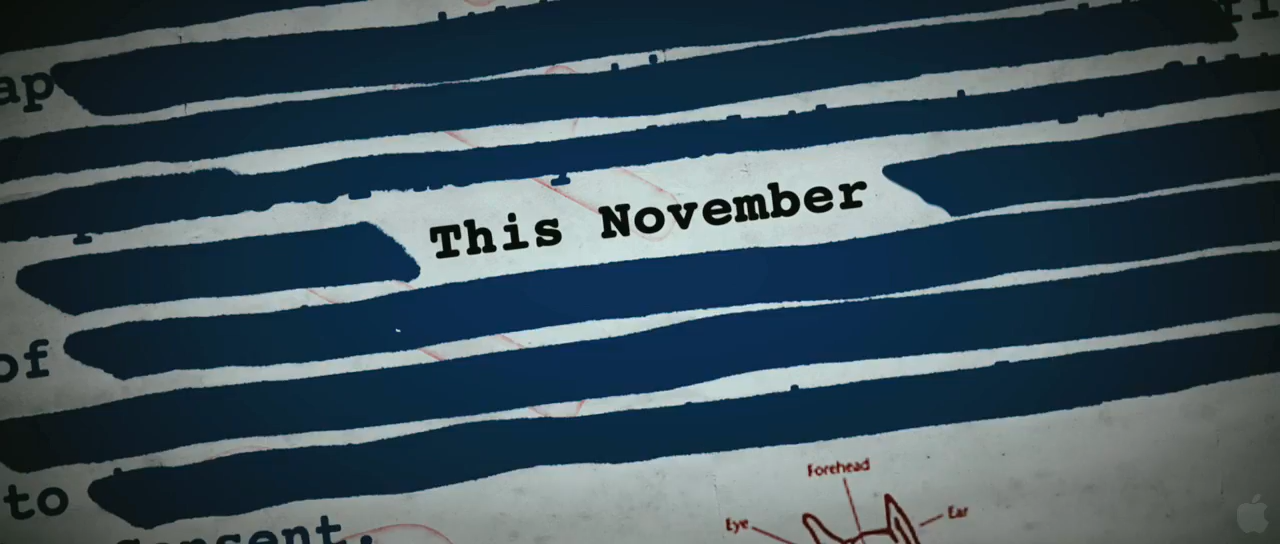 ap
This November
of
to
consent.
Forehead
Eye
Ear